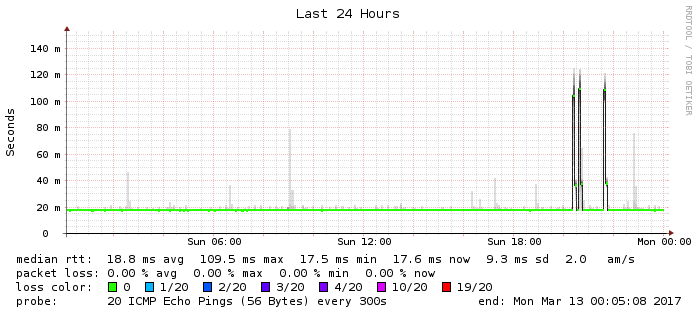 Last 24 Hours
RRDTOOL / TOBI OETIKER
Seconds
140 m
120 m
100 m
80 m
60 m
40 m
20 m
0
Sun 06:00 Sun 12:00 Sun 18:00 Mon 00:00
median rtt: 18.8 ms avg 109.5 ms max 17.5 ms min 17.6 ms now 9.3 ms sd 2.0 am/s
packet loss: 0.00 % avg 0.00 % max 0.00 % min 0.00 % now
loss color: 0 1/20 2/20 3/20 4/20 10/20 19/20
probe: 20 ICMP Echo Pings (56 Bytes) every 300s end: Mon Mar 13 00:05:08 2017